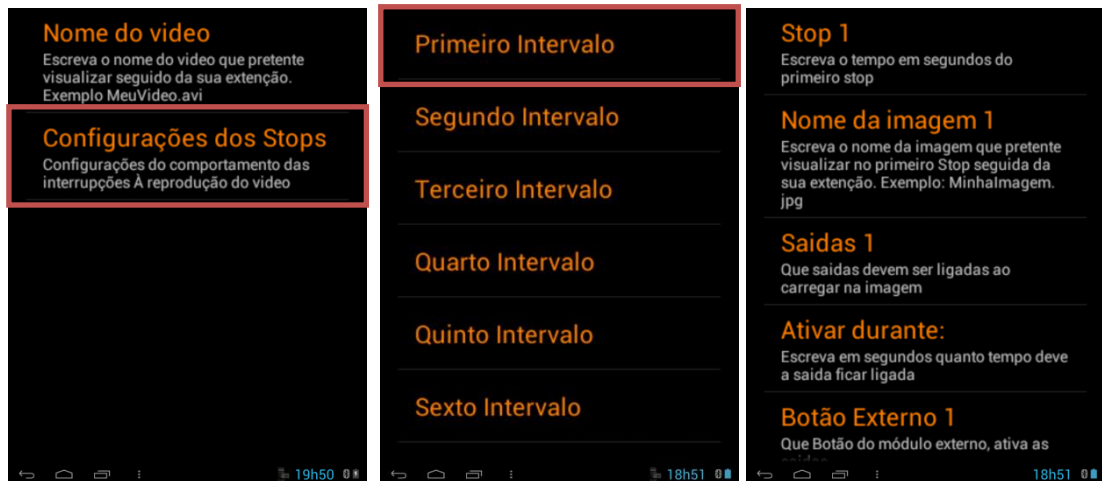 Nome do video
Escreva o nome do video que pretente
visualizar seguido da sua extenção.
Exemplo MeuVideo.avi
Configurações dos Stops
Configurações do comportamento das
interrupções À reprodução do video
19h50
Primeiro Intervalo
Segundo Intervalo
Terceiro Intervalo
Quarto Intervalo
Quinto Intervalo
Sexto Intervalo
18h51
Stop 1
Escreva o tempo em segundos do
primeiro stop
Nome da imagem 1
Escreva o nome da imagem que pretente
visualizar no primeiro Stop seguida da
sua extenção. Exemplo: MinhaImagem.
jpg
Saidas 1
Que saidas devem ser ligadas ao
carregar na imagem
Ativar durante:
Escreva em segundos quanto tempo deve
a saida ficar ligada
Botão Externo 1
Que Botão do módulo externo, ativa as
18h51